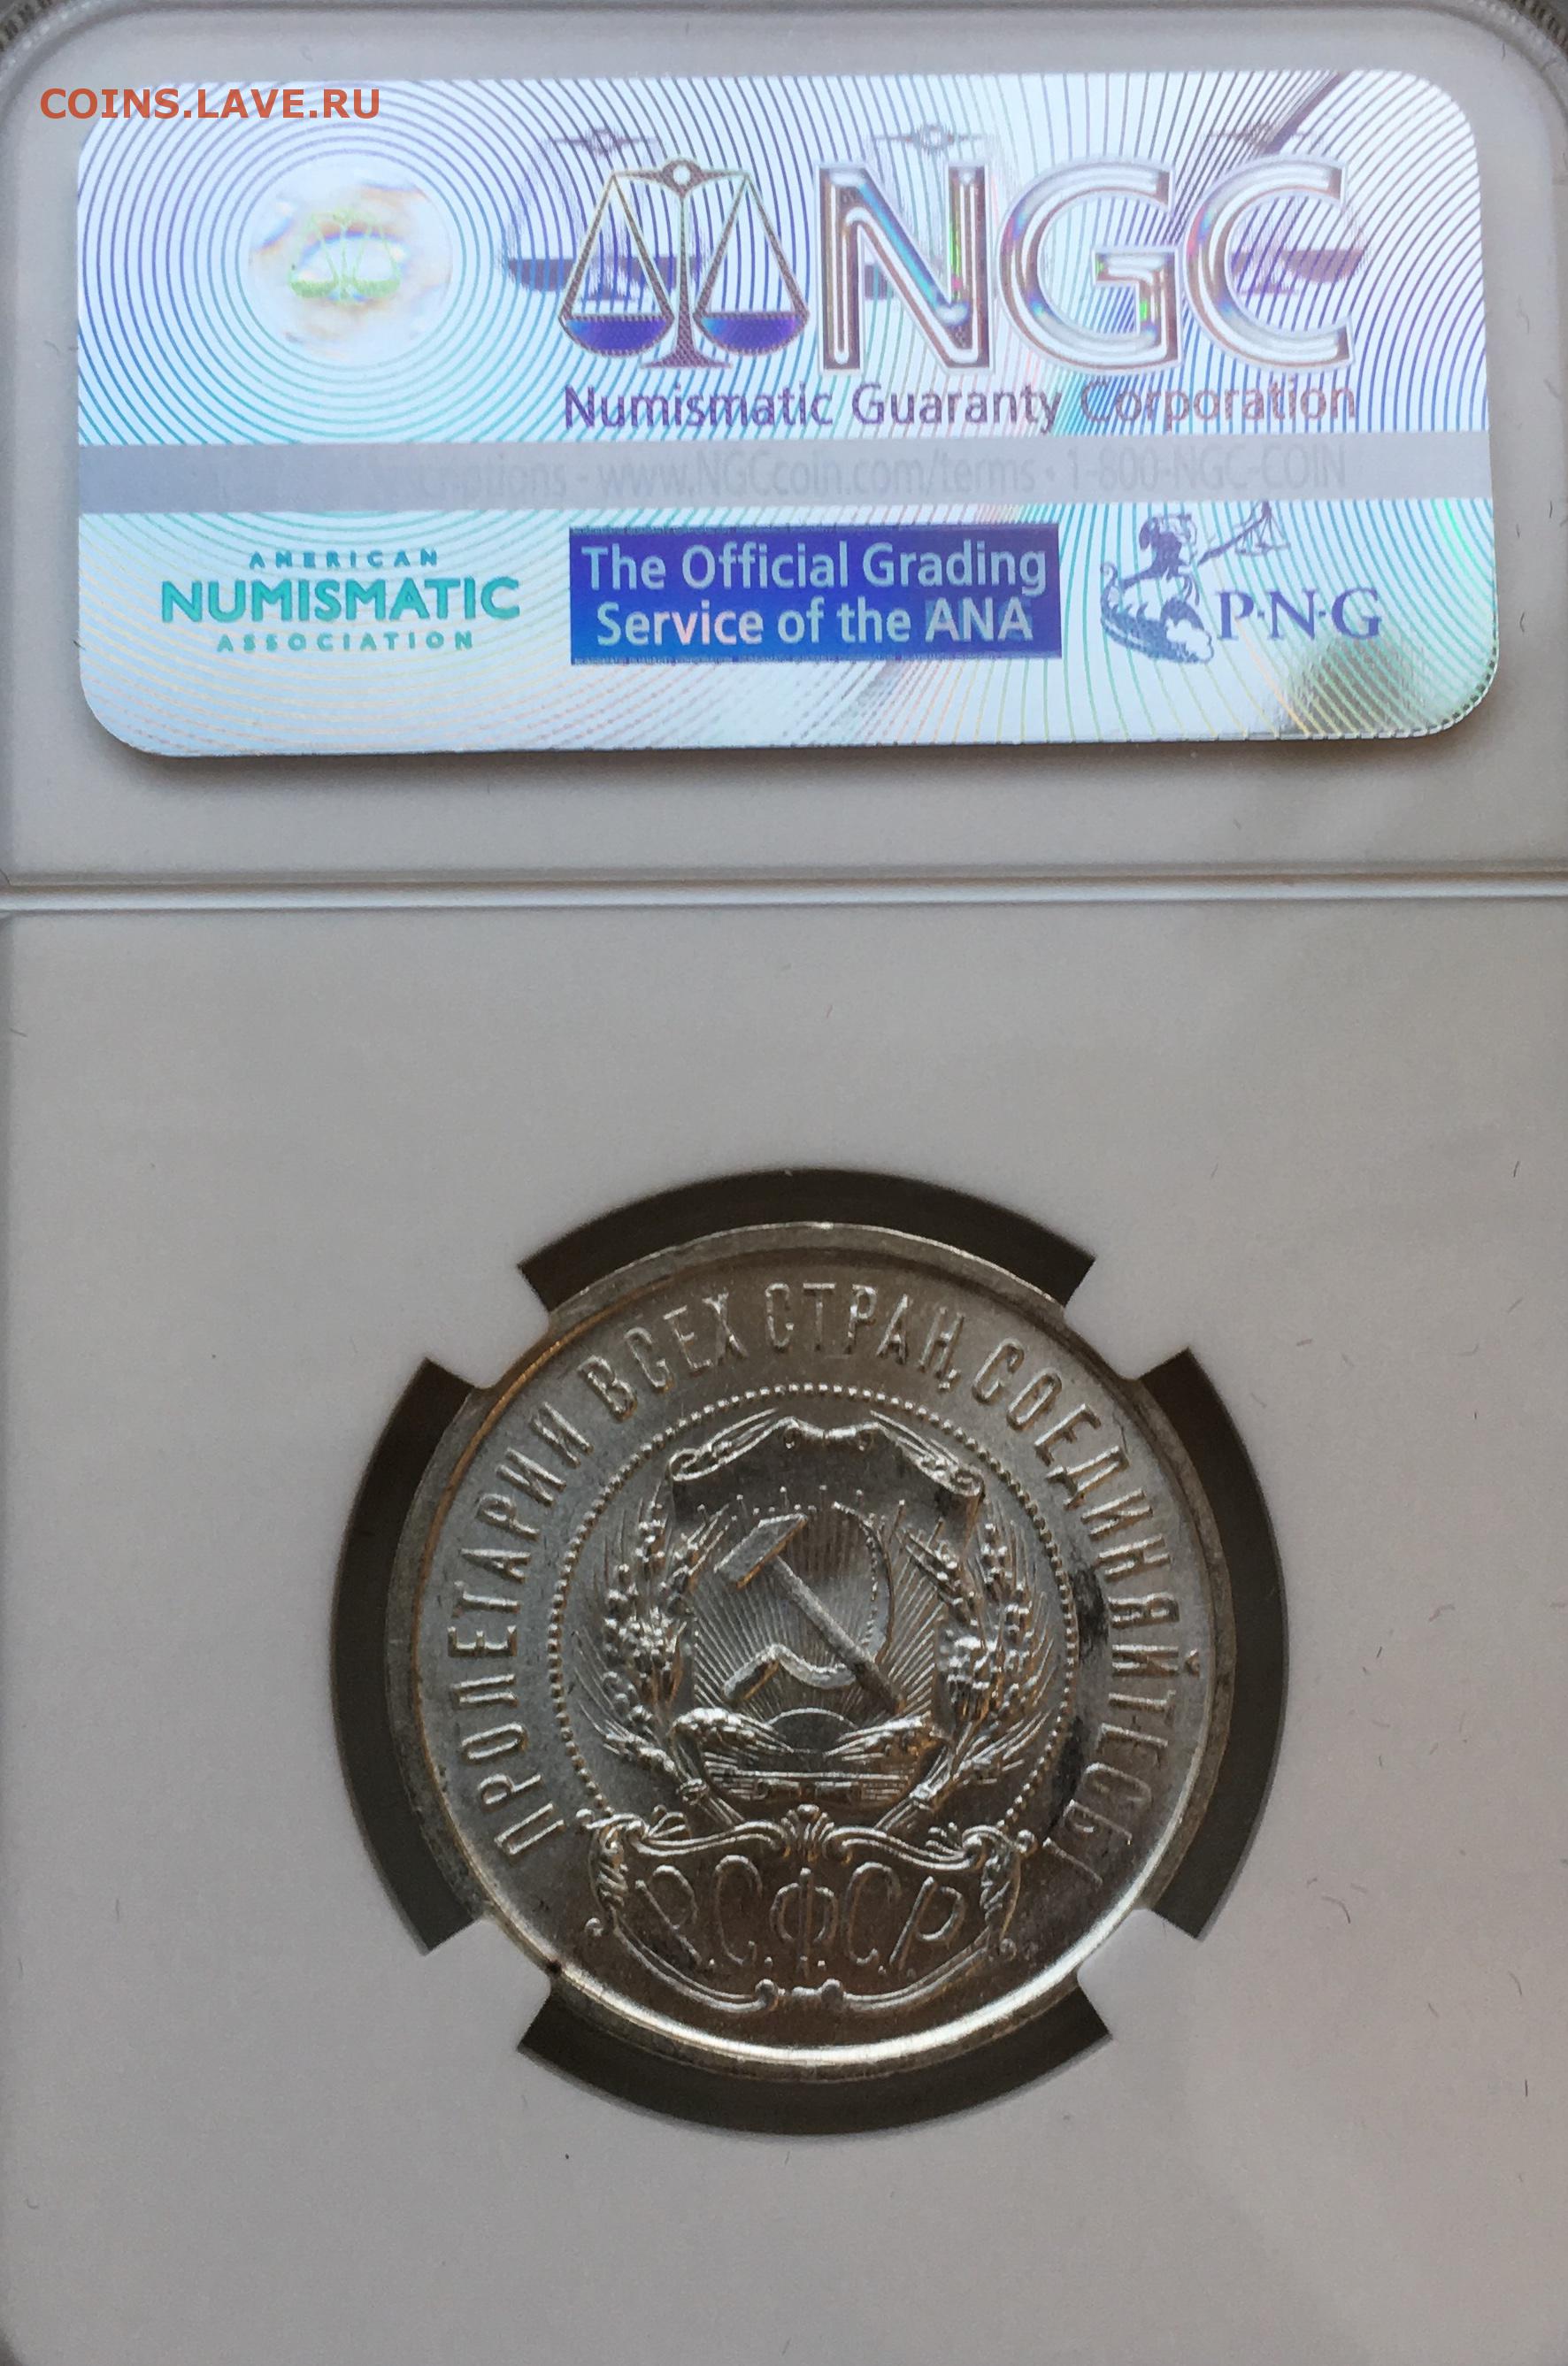 COINS.LAVE.RU
NGC
Numismatic Guaranty Corporation
www.NGCcoin.com/terms · 1-800-NGC-COIN
AMERICAN
NUMISMATIC
ASSOCIATION
The Official Grading
Service of the ANA
P·N·G
ПРОЛЕТАРИИ ВСЕХ СТРАН, СОЕДИНЯЙТЕСЬ!
Р.С.Ф.С.Р.